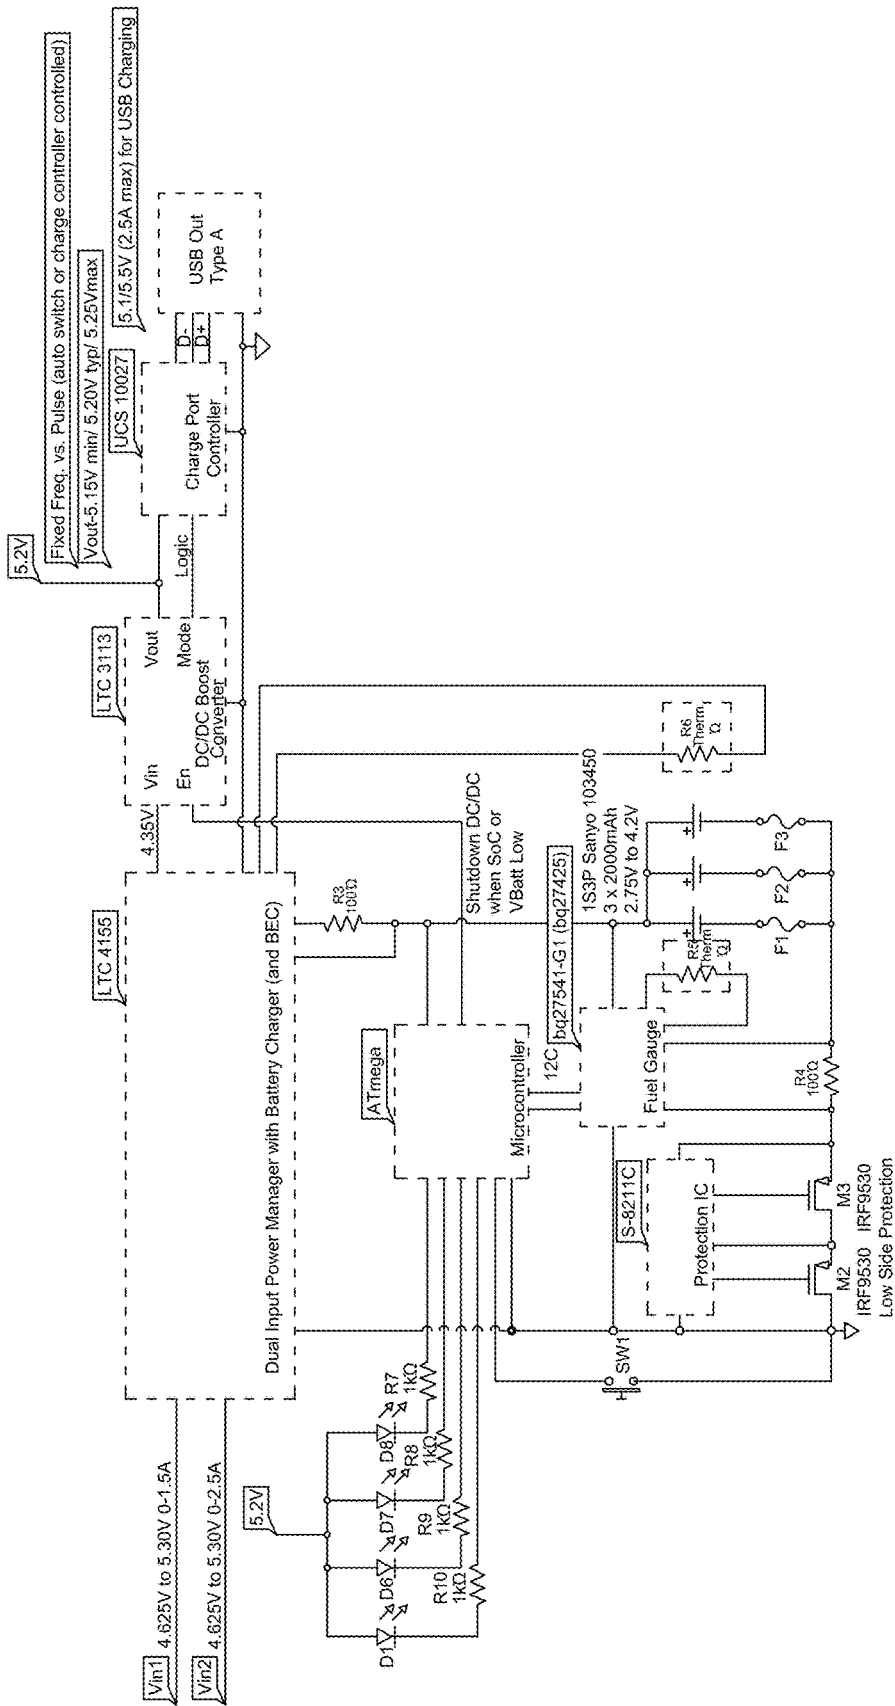 Vin1
4.625V to 5.30V 0-1.5A
Vin2
4.625V to 5.30V 0-2.5A
LTC 4155
Dual Input Power Manager with Battery Charger (and BEC)
4.35V
LTC 3113
Vin
Vout
En
Mode
DC/DC Boost
Converter
5.2V
Fixed Freq. vs. Pulse (auto switch or charge controller controlled)
Vout-5.15V min/ 5.20V typ/ 5.25Vmax
5.1/5.5V (2.5A max) for USB Charging
Logic
UCS 10027
Charge Port
Controller
D-
D+
USB Out
Type A
5.2V
D1
D6
D7
D8
R7
1kΩ
R8
1kΩ
R9
1kΩ
R10
1kΩ
ATmega
Microcontroller
R3
100Ω
Shutdown DC/DC
when SoC or
VBatt Low
12C
bq27541-G1 (bq27425)
Fuel Gauge
1S3P Sanyo 103450
3 x 2000mAh
2.75V to 4.2V
R5
Therm
Ω
R6
Therm
Ω
F1
F2
F3
SW1
S-8211C
Protection IC
R4
100Ω
M2
IRF9530
M3
IRF9530
Low Side Protection